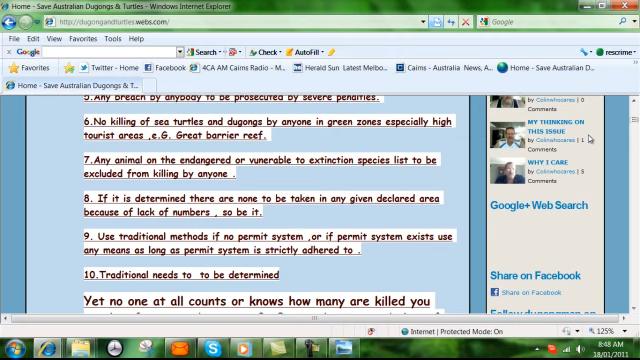 Home - Save Australian Dugongs & Turtles - Windows Internet Explorer
http://dugongandturtles.webs.com/
Google
File Edit View Favorites Tools Help
Google Search Check AutoFill rescrime
Favorites Twitter - Home Facebook 4CA AM Cairns Radio - M... Herald Sun Latest Melbo... Cairns - Australia News, A... Home - Save Australian D...
Home - Save Australian Dugongs & T...
5.Any breach by anybody to be prosecuted by severe penalties.
6.No killing of sea turtles and dugongs by anyone in green zones especially high
tourist areas ,e.G. Great barrier reef.
7.Any animal on the endangered or vunerable to extinction species list to be
excluded from killing by anyone .
8. If it is determined there are none to be taken in any given declared area
because of lack of numbers , so be it.
9. Use traditional methods if no permit system ,or if permit system exists use
any means as long as permit system is strictly adhered to .
10.Traditional needs to to be determined
Yet no one at all counts or knows how many are killed you
by Colinwhocares | 0
Comments
MY THINKING ON
THIS ISSUE
by Colinwhocares | 1
Comments
WHY I CARE
by Colinwhocares | 5
Comments
Google+ Web Search
Share on Facebook
Share on Facebook
Follow dugongman on
Internet | Protected Mode: On
125%
8:48 AM
18/01/2011